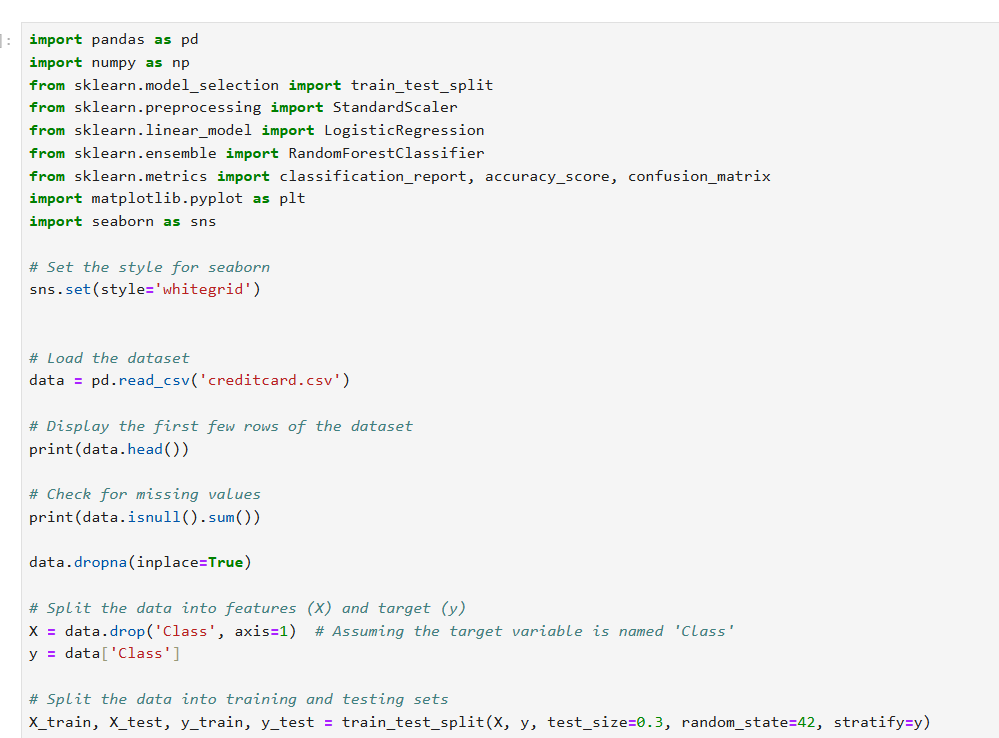 ]:
import pandas as pd
import numpy as np
from sklearn.model_selection import train_test_split
from sklearn.preprocessing import StandardScaler
from sklearn.linear_model import LogisticRegression
from sklearn.ensemble import RandomForestClassifier
from sklearn.metrics import classification_report, accuracy_score, confusion_matrix
import matplotlib.pyplot as plt
import seaborn as sns
# Set the style for seaborn
sns.set(style='whitegrid')
# Load the dataset
data = pd.read_csv('creditcard.csv')
# Display the first few rows of the dataset
print(data.head())
# Check for missing values
print(data.isnull().sum())
data.dropna(inplace=True)
# Split the data into features (X) and target (y)
X = data.drop('Class', axis=1)  # Assuming the target variable is named 'Class'
y = data['Class']
# Split the data into training and testing sets
X_train, X_test, y_train, y_test = train_test_split(X, y, test_size=0.3, random_state=42, stratify=y)